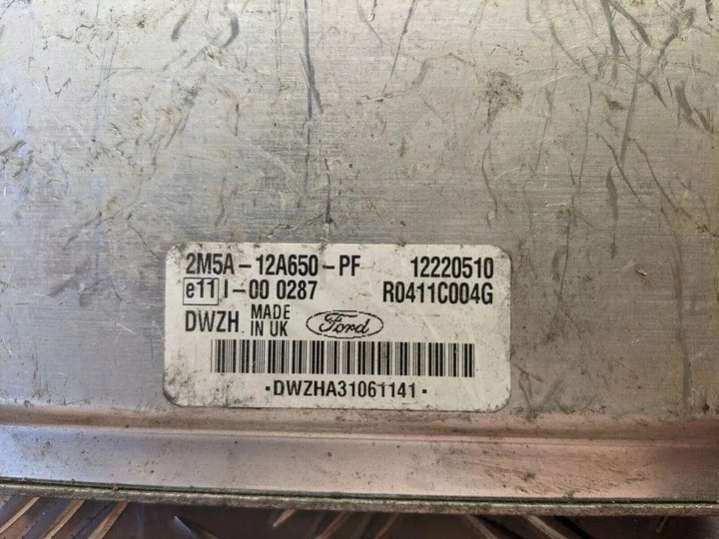 2M5A-12A650-PF 12220510
e11 I-00 0287 R0411C004G
DWZH MADE IN UK Ford
·DWZHA31061141·